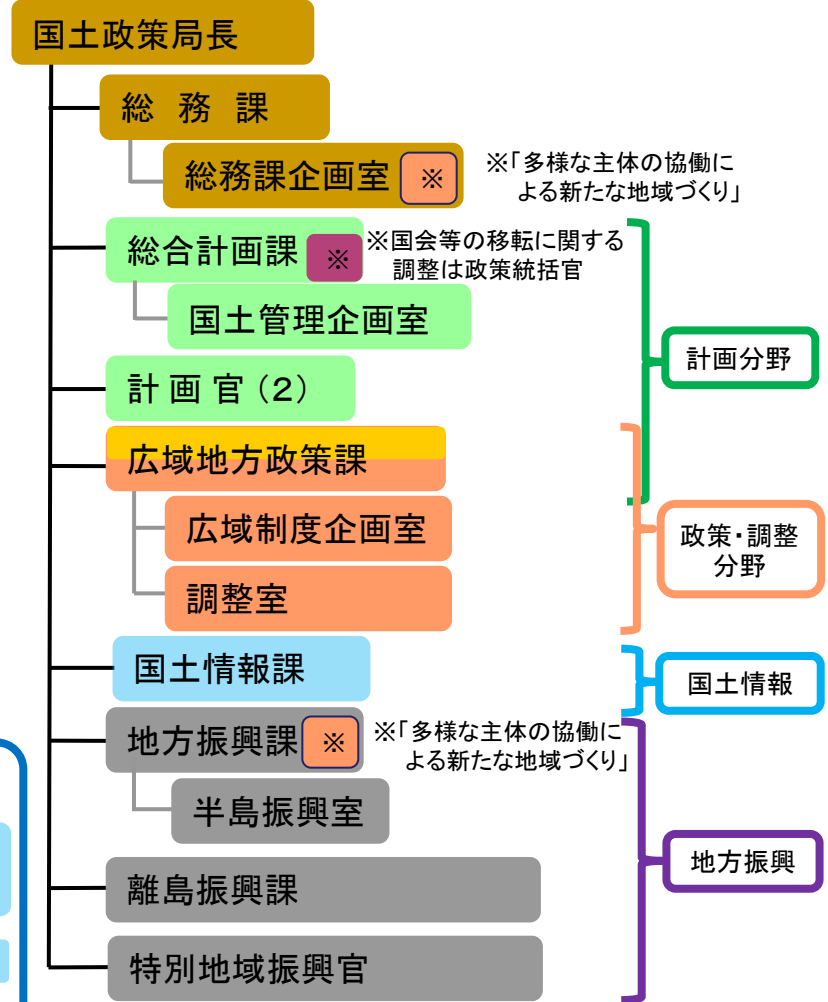 国土政策局長
総 務 課
総務課企画室 ※
※「多様な主体の協働に
よる新たな地域づくり」
総合計画課 ※
※国会等の移転に関する
調整は政策統括官
国土管理企画室
計画分野
計 画 官（2）
広域地方政策課
広域制度企画室
政策・調整
分野
調整室
国土情報課
国土情報
地方振興課 ※
※「多様な主体の協働に
よる新たな地域づくり」
半島振興室
地方振興
離島振興課
特別地域振興官